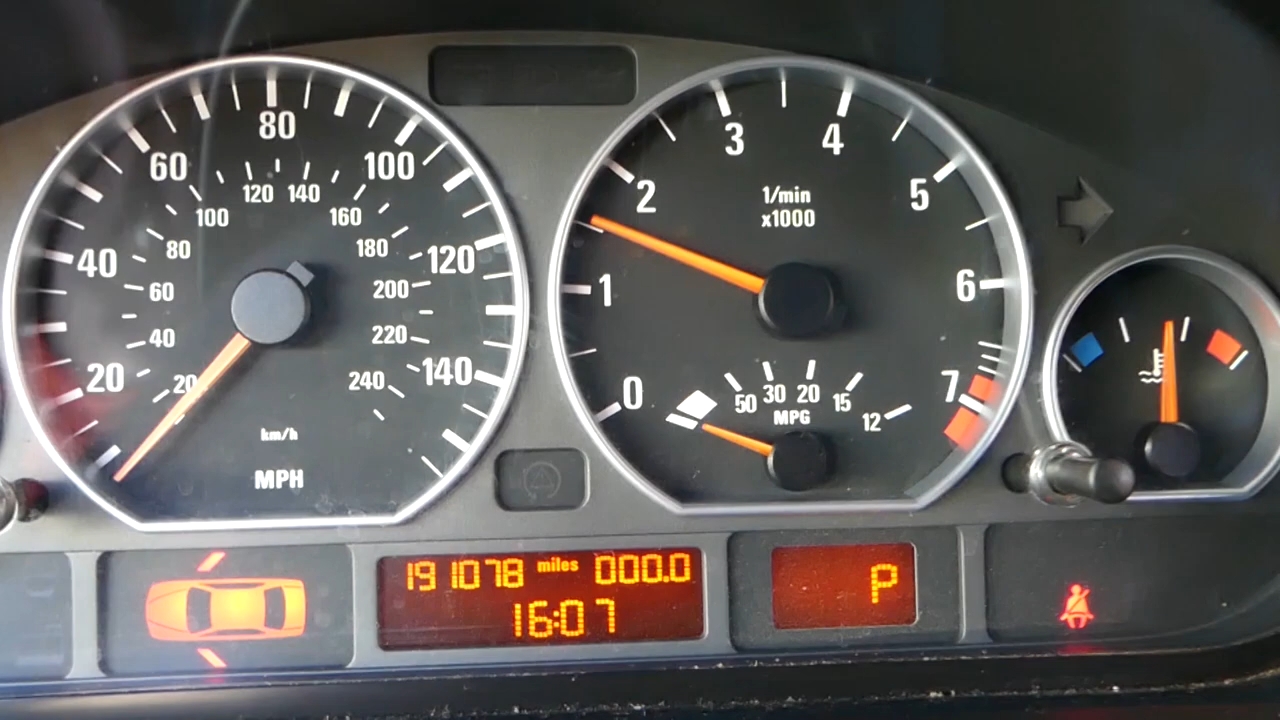 20 40 60 80 100 120 140
20 40 60 80 100 120 140 160 180 200 220 240
km/h
MPH
0 1 2 3 4 5 6 7
1/min
x1000
50 30 20 15 12
MPG
191078 miles 000.0
16:07
P